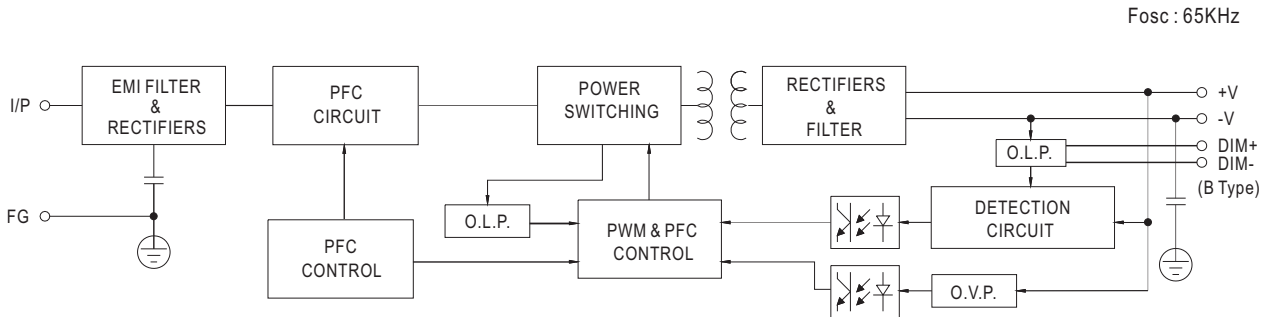 Fosc : 65KHz
I/P
EMI FILTER
&
RECTIFIERS
PFC
CIRCUIT
POWER
SWITCHING
RECTIFIERS
&
FILTER
+V
-V
O.L.P.
DIM+
DIM-
(B Type)
FG
O.L.P.
PFC
CONTROL
PWM & PFC
CONTROL
DETECTION
CIRCUIT
O.V.P.